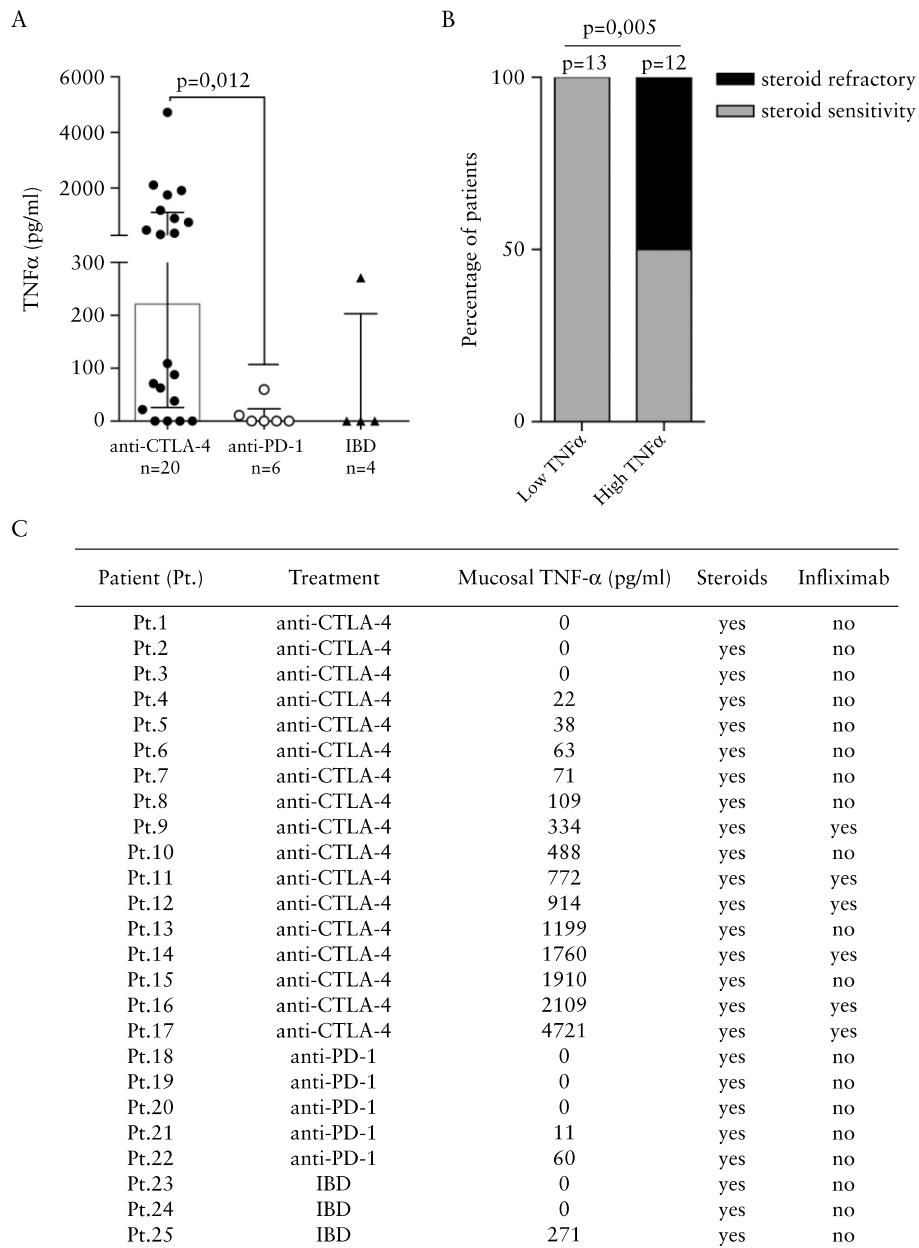 A
p=0,012
TNFα (pg/ml)
6000
4000
2000
300
200
100
0
anti-CTLA-4
n=20
anti-PD-1
n=6
IBD
n=4
B
p=0,005
p=13
p=12
steroid refractory
steroid sensitivity
Percentage of patients
100
50
0
Low TNFα
High TNFα
C
Patient (Pt.) Treatment Mucosal TNF-α (pg/ml) Steroids Infliximab
Pt.1 anti-CTLA-4 0 yes no
Pt.2 anti-CTLA-4 0 yes no
Pt.3 anti-CTLA-4 0 yes no
Pt.4 anti-CTLA-4 22 yes no
Pt.5 anti-CTLA-4 38 yes no
Pt.6 anti-CTLA-4 63 yes no
Pt.7 anti-CTLA-4 71 yes no
Pt.8 anti-CTLA-4 109 yes no
Pt.9 anti-CTLA-4 334 yes yes
Pt.10 anti-CTLA-4 488 yes no
Pt.11 anti-CTLA-4 772 yes yes
Pt.12 anti-CTLA-4 914 yes yes
Pt.13 anti-CTLA-4 1199 yes no
Pt.14 anti-CTLA-4 1760 yes yes
Pt.15 anti-CTLA-4 1910 yes no
Pt.16 anti-CTLA-4 2109 yes yes
Pt.17 anti-CTLA-4 4721 yes yes
Pt.18 anti-PD-1 0 yes no
Pt.19 anti-PD-1 0 yes no
Pt.20 anti-PD-1 0 yes no
Pt.21 anti-PD-1 11 yes no
Pt.22 anti-PD-1 60 yes no
Pt.23 IBD 0 yes no
Pt.24 IBD 0 yes no
Pt.25 IBD 271 yes no